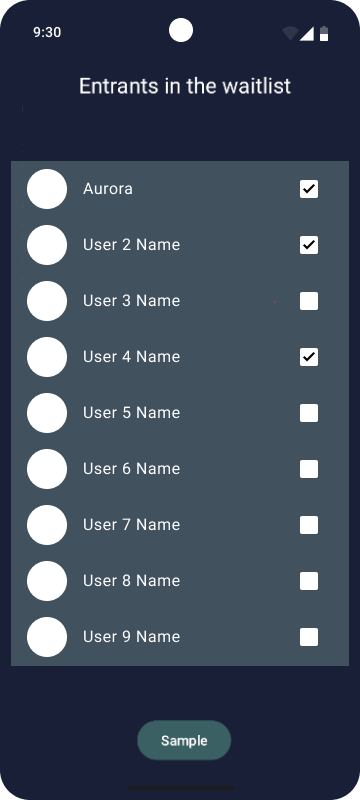 9:30
Entrants in the waitlist
Aurora
User 2 Name
User 3 Name
User 4 Name
User 5 Name
User 6 Name
User 7 Name
User 8 Name
User 9 Name
Sample